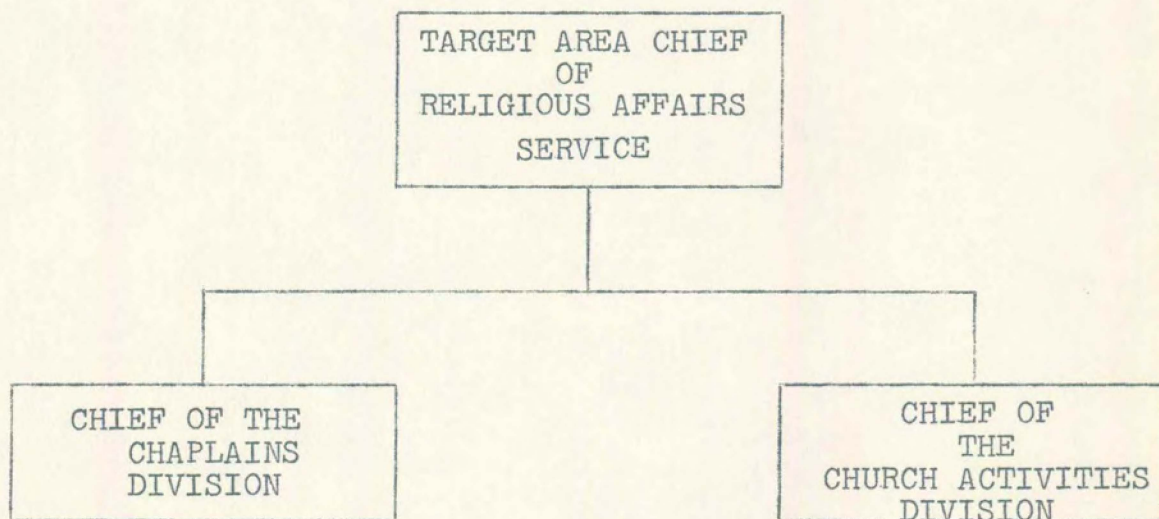 TARGET AREA CHIEF
OF
RELIGIOUS AFFAIRS
SERVICE
CHIEF OF THE
CHAPLAINS
DIVISION
CHIEF OF
THE
CHURCH ACTIVITIES
DIVISION